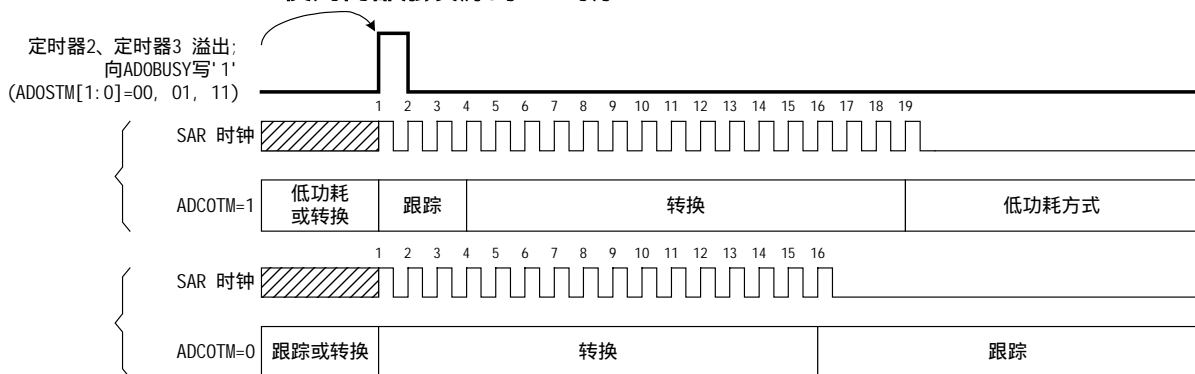 定时器2、定时器3 溢出;
向ADOBUSY写'1'
(ADOSTM[1:0]=00, 01, 11)
1 2 3 4 5 6 7 8 9 10 11 12 13 14 15 16 17 18 19
SAR 时钟
ADCOTM=1
低功耗
或转换
跟踪
转换
低功耗方式
1 2 3 4 5 6 7 8 9 10 11 12 13 14 15 16
SAR 时钟
ADCOTM=0
跟踪或转换
转换
跟踪